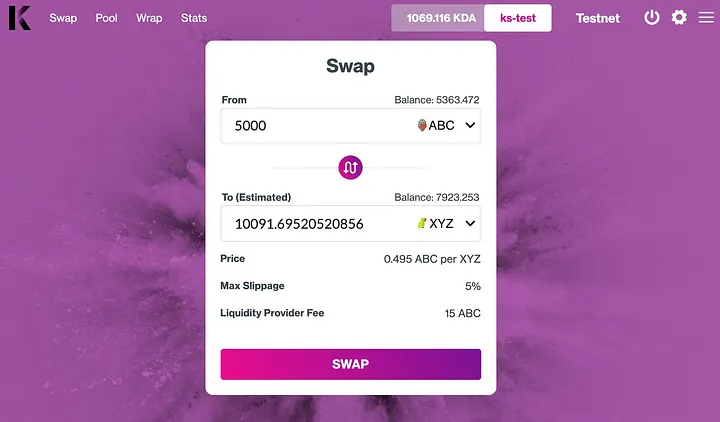 K Swap Pool Wrap Stats 1069.116 KDA ks-test Testnet
Swap
From Balance: 5363.472
5000 ABC
To (Estimated) Balance: 7923.253
10091.69520520856 XYZ
Price 0.495 ABC per XYZ
Max Slippage 5%
Liquidity Provider Fee 15 ABC
SWAP